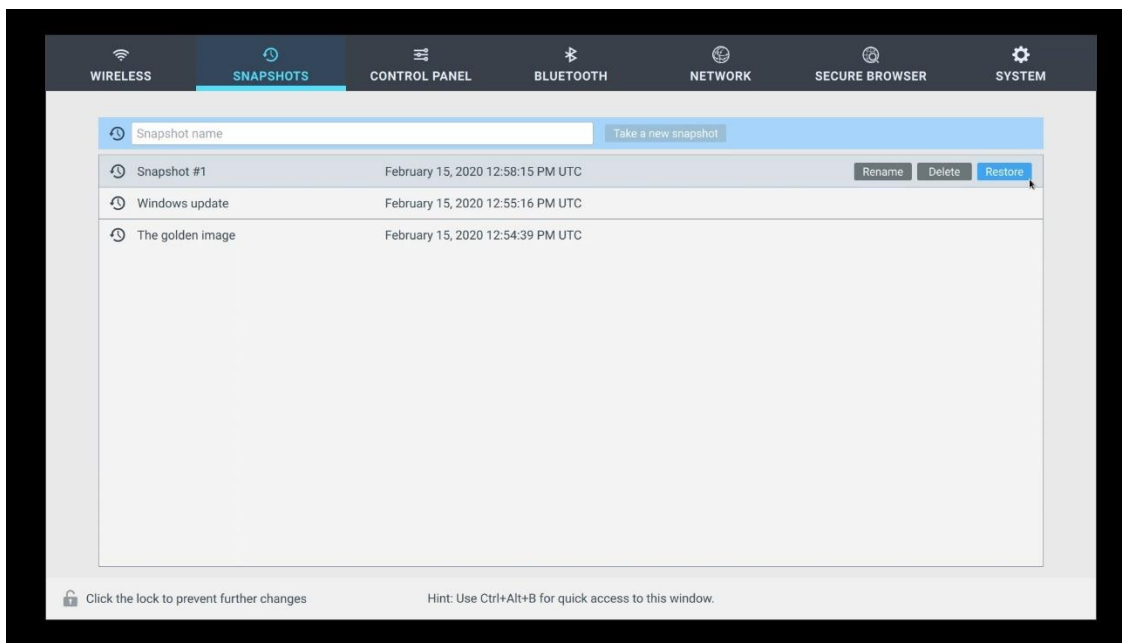 WIRELESS SNAPSHOTS CONTROL PANEL BLUETOOTH NETWORK SECURE BROWSER SYSTEM
Snapshot name Take a new snapshot
Snapshot #1 February 15, 2020 12:58:15 PM UTC Rename Delete Restore
Windows update February 15, 2020 12:55:16 PM UTC
The golden image February 15, 2020 12:54:39 PM UTC
Click the lock to prevent further changes Hint: Use Ctrl+Alt+B for quick access to this window.